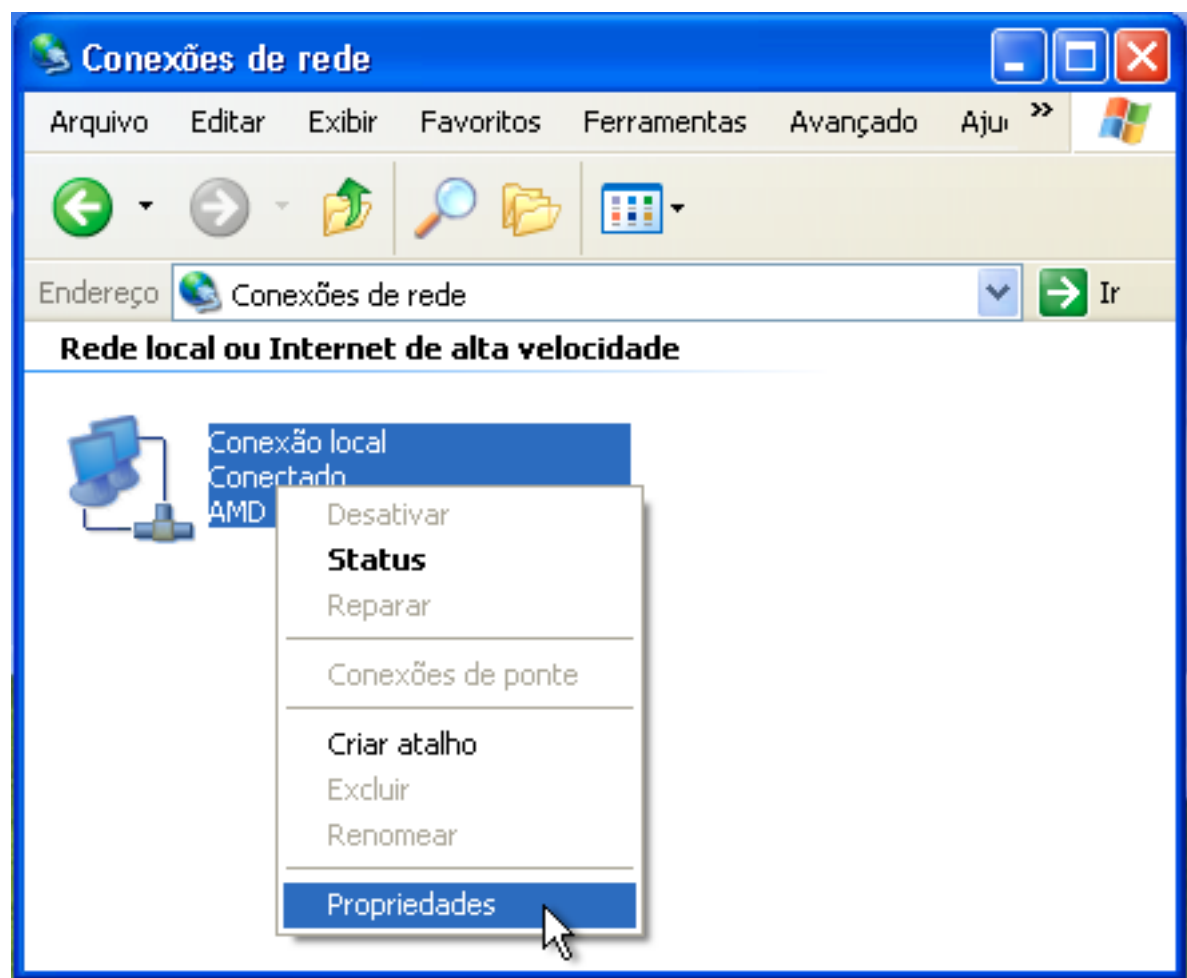 Conexões de rede
Arquivo Editar Exibir Favoritos Ferramentas Avançado »
Endereço Conexões de rede Ir
Rede local ou Internet de alta velocidade
Conexão local
Conectado
AMD
Desativar
Status
Reparar
Conexões de ponte
Criar atalho
Excluir
Renomear
Propriedades